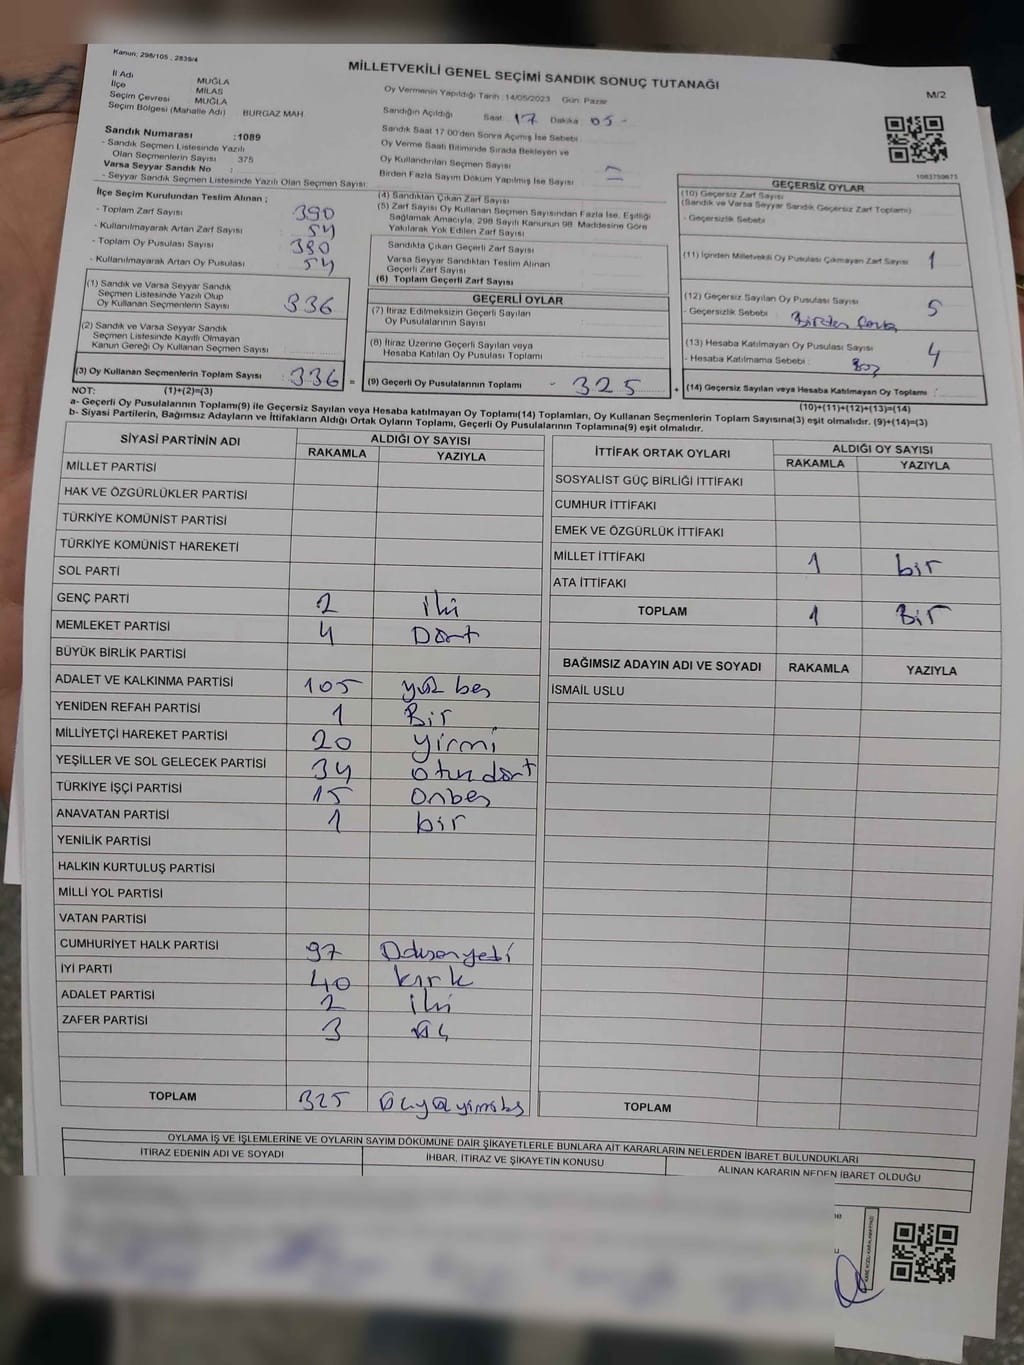 Kanun: 298/105 , 2839/4
MİLLETVEKİLİ GENEL SEÇİMİ SANDIK SONUÇ TUTANAĞI
M/2
İl Adı MUĞLA
İlçe MİLAS
Seçim Çevresi MUĞLA
Seçim Bölgesi (Mahalle Adı) BURGAZ MAH.
Sandık Numarası :1089
- Sandık Seçmen Listesinde Yazılı
Olan Seçmenlerin Sayısı 375
Varsa Seyyar Sandık No :
- Seyyar Sandık Seçmen Listesinde Yazılı Olan Seçmen Sayısı:
Oy Vermenin Yapıldığı Tarih :14/05/2023 Gün: Pazar
Sandığın Açıldığı Saat: 17 Dakika 05 -
Sandık Saat 17:00'den Sonra Açımış İse Sebebi
Oy Verme Saati Bitiminde Sırada Bekleyen ve
Oy Kullandırılan Seçmen Sayısı
Birden Fazla Sayım Döküm Yapılmış İse Sayısı
1082759675
İlçe Seçim Kurulundan Teslim Alınan ;
- Toplam Zarf Sayısı 390
- Kullanılmayarak Artan Zarf Sayısı 54
- Toplam Oy Pusulası Sayısı 390
- Kullanılmayarak Artan Oy Pusulası 54
(1) Sandık ve Varsa Seyyar Sandık
Seçmen Listesinde Yazılı Olup
Oy Kullanan Seçmenlerin Sayısı 336
(2) Sandık ve Varsa Seyyar Sandık
Seçmen Listesinde Kayıtlı Olmayan
Kanun Gereği Oy Kullanan Seçmen Sayısı
(3) Oy Kullanan Seçmenlerin Toplam Sayısı 336 =
(1)+(2)=(3)
(4) Sandıktan Çıkan Zarf Sayısı
(5) Zarf Sayısı Oy Kullanan Seçmen Sayısından Fazla İse, Eşitliği
Sağlamak Amacıyla, 298 Sayılı Kanunun 98. Maddesine Göre
Yakılarak Yok Edilen Zarf Sayısı
Sandıkta Çıkan Geçerli Zarf Sayısı
Varsa Seyyar Sandıktan Teslim Alınan
Geçerli Zarf Sayısı
(6) Toplam Geçerli Zarf Sayısı
GEÇERLİ OYLAR
(7) İtiraz Edilmeksizin Geçerli Sayılan
Oy Pusulalarının Sayısı
(8) İtiraz Üzerine Geçerli Sayılan veya
Hesaba Katılan Oy Pusulası Toplamı
(9) Geçerli Oy Pusulalarının Toplamı 325 +
GEÇERSİZ OYLAR
(10) Geçersiz Zarf Sayısı
(Sandık ve Varsa Seyyar Sandık Geçersiz Zarf Toplamı)
- Geçersizlik Sebebi
(11) İçinden Milletvekili Oy Pusulası Çıkmayan Zarf Sayısı 1
(12) Geçersiz Sayılan Oy Pusulası Sayısı 5
- Geçersizlik Sebebi Birden fazla
(13) Hesaba Katılmayan Oy Pusulası Sayısı 4
- Hesaba Katılmama Sebebi : Boş
(14) Geçersiz Sayılan veya Hesaba Katılmayan Oy Toplamı :
(10)+(11)+(12)+(13)=(14)
NOT:
a- Geçerli Oy Pusulalarının Toplamı(9) ile Geçersiz Sayılan veya Hesaba katılmayan Oy Toplamı(14) Toplamları, Oy Kullanan Seçmenlerin Toplam Sayısına(3) eşit olmalıdır. (9)+(14)=(3)
b- Siyasi Partilerin, Bağımsız Adayların ve İttifakların Aldığı Ortak Oyların Toplamı, Geçerli Oy Pusulalarının Toplamına(9) eşit olmalıdır.
SİYASİ PARTİNİN ADI ALDIĞI OY SAYISI
RAKAMLA YAZIYLA
MİLLET PARTİSİ
HAK VE ÖZGÜRLÜKLER PARTİSİ
TÜRKİYE KOMÜNİST PARTİSİ
TÜRKİYE KOMÜNİST HAREKETİ
SOL PARTİ
GENÇ PARTİ 2 iki
MEMLEKET PARTİSİ 4 Dört
BÜYÜK BİRLİK PARTİSİ
ADALET VE KALKINMA PARTİSİ 105 yüz beş
YENİDEN REFAH PARTİSİ 1 Bir
MİLLİYETÇİ HAREKET PARTİSİ 20 yirmi
YEŞİLLER VE SOL GELECEK PARTİSİ 34 otuz dört
TÜRKİYE İŞÇİ PARTİSİ 15 Onbeş
ANAVATAN PARTİSİ 1 bir
YENİLİK PARTİSİ
HALKIN KURTULUŞ PARTİSİ
MİLLİ YOL PARTİSİ
VATAN PARTİSİ
CUMHURİYET HALK PARTİSİ 97 Doksanyedi
İYİ PARTİ 40 kırk
ADALET PARTİSİ 2 iki
ZAFER PARTİSİ 3 üç
TOPLAM 325 üçyüzyirmibeş
İTTİFAK ORTAK OYLARI ALDIĞI OY SAYISI
RAKAMLA YAZIYLA
SOSYALİST GÜÇ BİRLİĞİ İTTİFAKI
CUMHUR İTTİFAKI
EMEK VE ÖZGÜRLÜK İTTİFAKI
MİLLET İTTİFAKI 1 bir
ATA İTTİFAKI
TOPLAM 1 Bir
BAĞIMSIZ ADAYIN ADI VE SOYADI RAKAMLA YAZIYLA
İSMAİL USLU
TOPLAM
OYLAMA İŞ VE İŞLEMLERİNE VE OYLARIN SAYIM DÖKÜMÜNE DAİR ŞİKAYETLERLE BUNLARA AİT KARARLARIN NELERDEN İBARET BULUNDUKLARI
İTİRAZ EDENİN ADI VE SOYADI İHBAR, İTİRAZ VE ŞİKAYETİN KONUSU ALINAN KARARIN NEDEN İBARET OLDUĞU